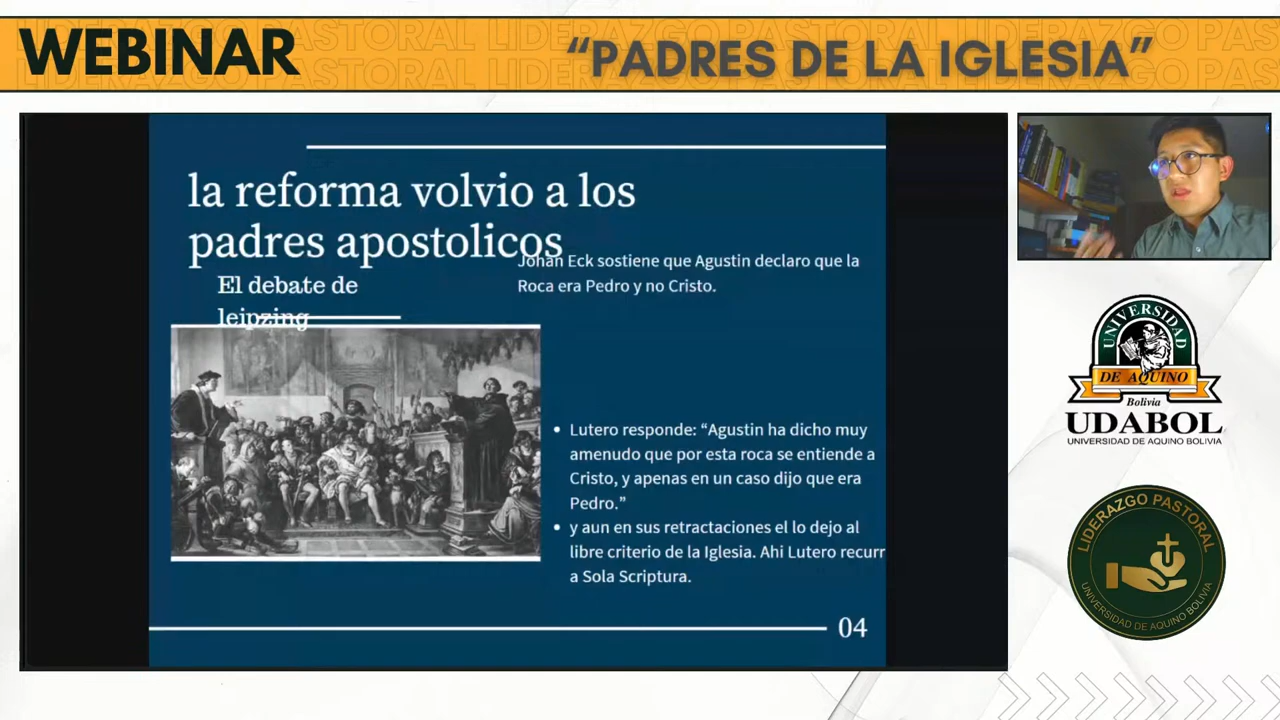 WEBINAR
“PADRES DE LA IGLESIA”
la reforma volvio a los
padres apostolicos
El debate de
leipzing
Johan Eck sostiene que Agustin declaro que la
Roca era Pedro y no Cristo.
• Lutero responde: “Agustin ha dicho muy
amenudo que por esta roca se entiende a
Cristo, y apenas en un caso dijo que era
Pedro.”
• y aun en sus retractaciones el lo dejo al
libre criterio de la Iglesia. Ahi Lutero recurr
a Sola Scriptura.
04
UNIVERSIDAD
DE AQUINO
Bolivia
UDABOL
UNIVERSIDAD DE AQUINO BOLIVIA
LIDERAZGO PASTORAL
UNIVERSIDAD DE AQUINO BOLIVIA